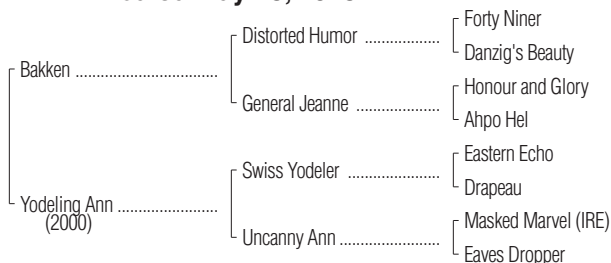 Forty Niner
Distorted Humor ....................
Danzig's Beauty
Bakken ......................................
Honour and Glory
General Jeanne ......................
Ahpo Hel
Eastern Echo
Swiss Yodeler .........................
Drapeau
Yodeling Ann ...........................
(2000)
Masked Marvel (IRE)
Uncanny Ann ...........................
Eaves Dropper